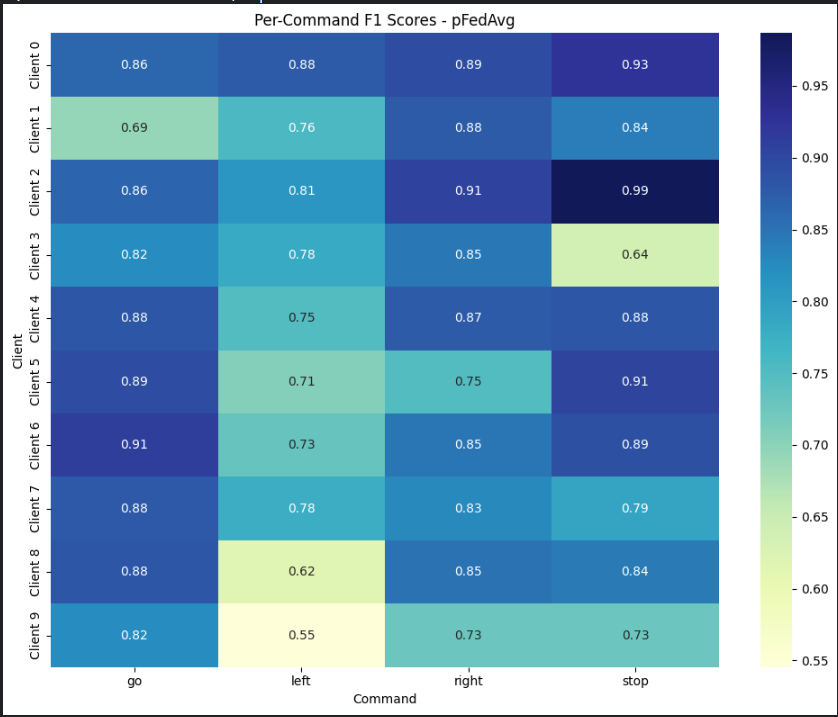 Per-Command F1 Scores - pFedAvg
Client 0 0.86 0.88 0.89 0.93
Client 1 0.69 0.76 0.88 0.84
Client 2 0.86 0.81 0.91 0.99
Client 3 0.82 0.78 0.85 0.64
Client 4 0.88 0.75 0.87 0.88
Client 5 0.89 0.71 0.75 0.91
Client 6 0.91 0.73 0.85 0.89
Client 7 0.88 0.78 0.83 0.79
Client 8 0.88 0.62 0.85 0.84
Client 9 0.82 0.55 0.73 0.73
go left right stop
Command
Client
0.95
0.90
0.85
0.80
0.75
0.70
0.65
0.60
0.55